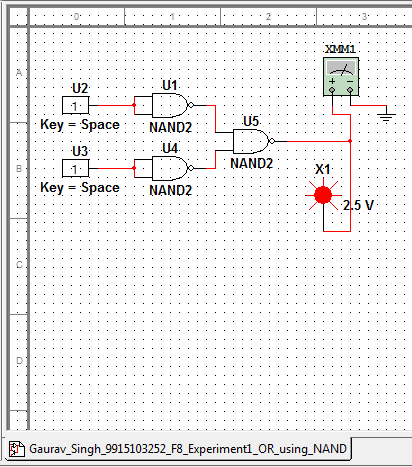 0 1 2 3
A
B
C
D
XMM1
+ -
U2
1
Key = Space
U1
NAND2
U5
NAND2
U3
1
Key = Space
U4
NAND2
X1
2.5 V
Gaurav_Singh_9915103252_F8_Experiment1_OR_using_NAND